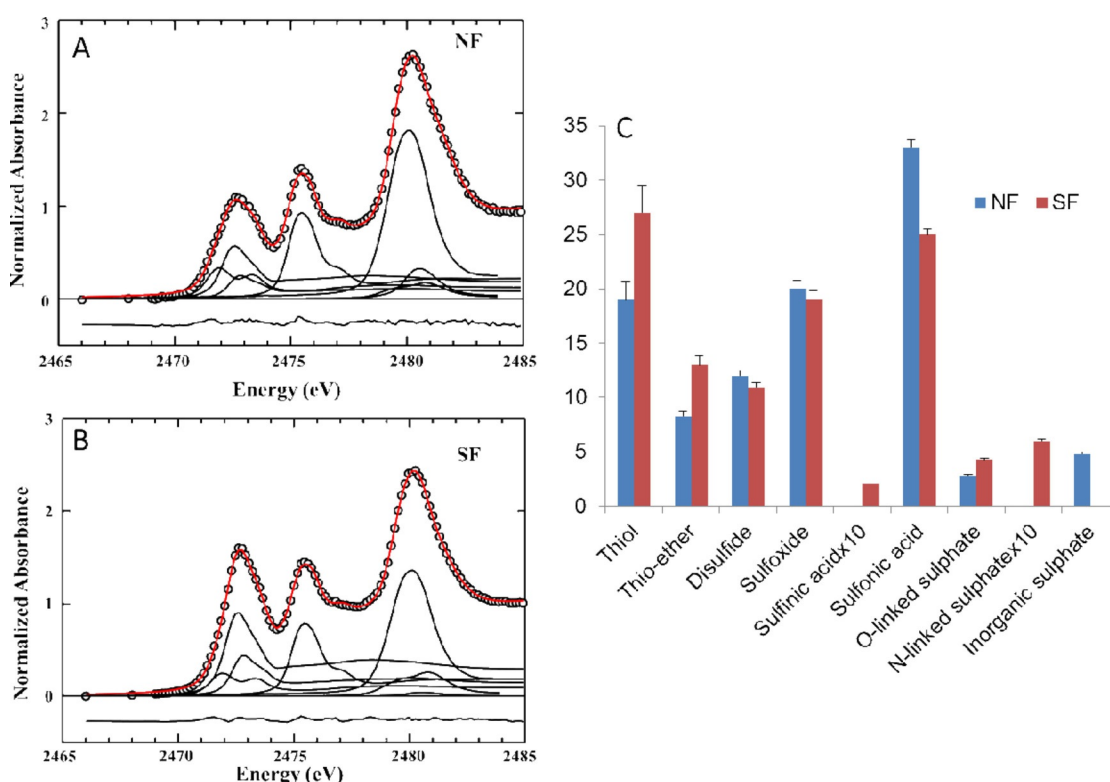 A
NF
3
2
1
0
Normalized Absorbance
2465
2470
2475
2480
2485
Energy (eV)
B
SF
3
2
1
0
Normalized Absorbance
2465
2470
2475
2480
2485
Energy (eV)
C
35
30
25
20
15
10
5
0
NF
SF
Thiol
Thio-ether
Disulfide
Sulfoxide
Sulfinic acidx10
Sulfonic acid
O-linked sulphate
N-linked sulphatex10
Inorganic sulphate